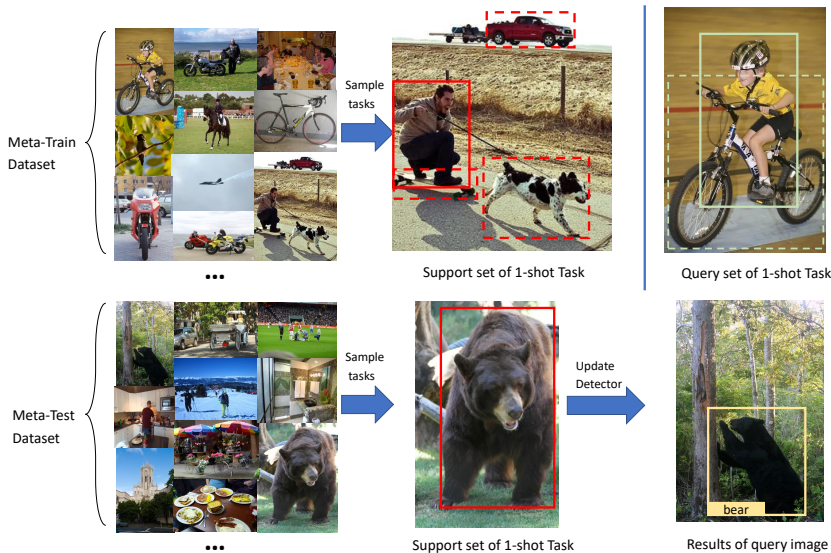 Meta-Train
Dataset
Sample
tasks
Support set of 1-shot Task
Query set of 1-shot Task
...
Meta-Test
Dataset
Sample
tasks
Update
Detector
bear
...
Support set of 1-shot Task
Results of query image